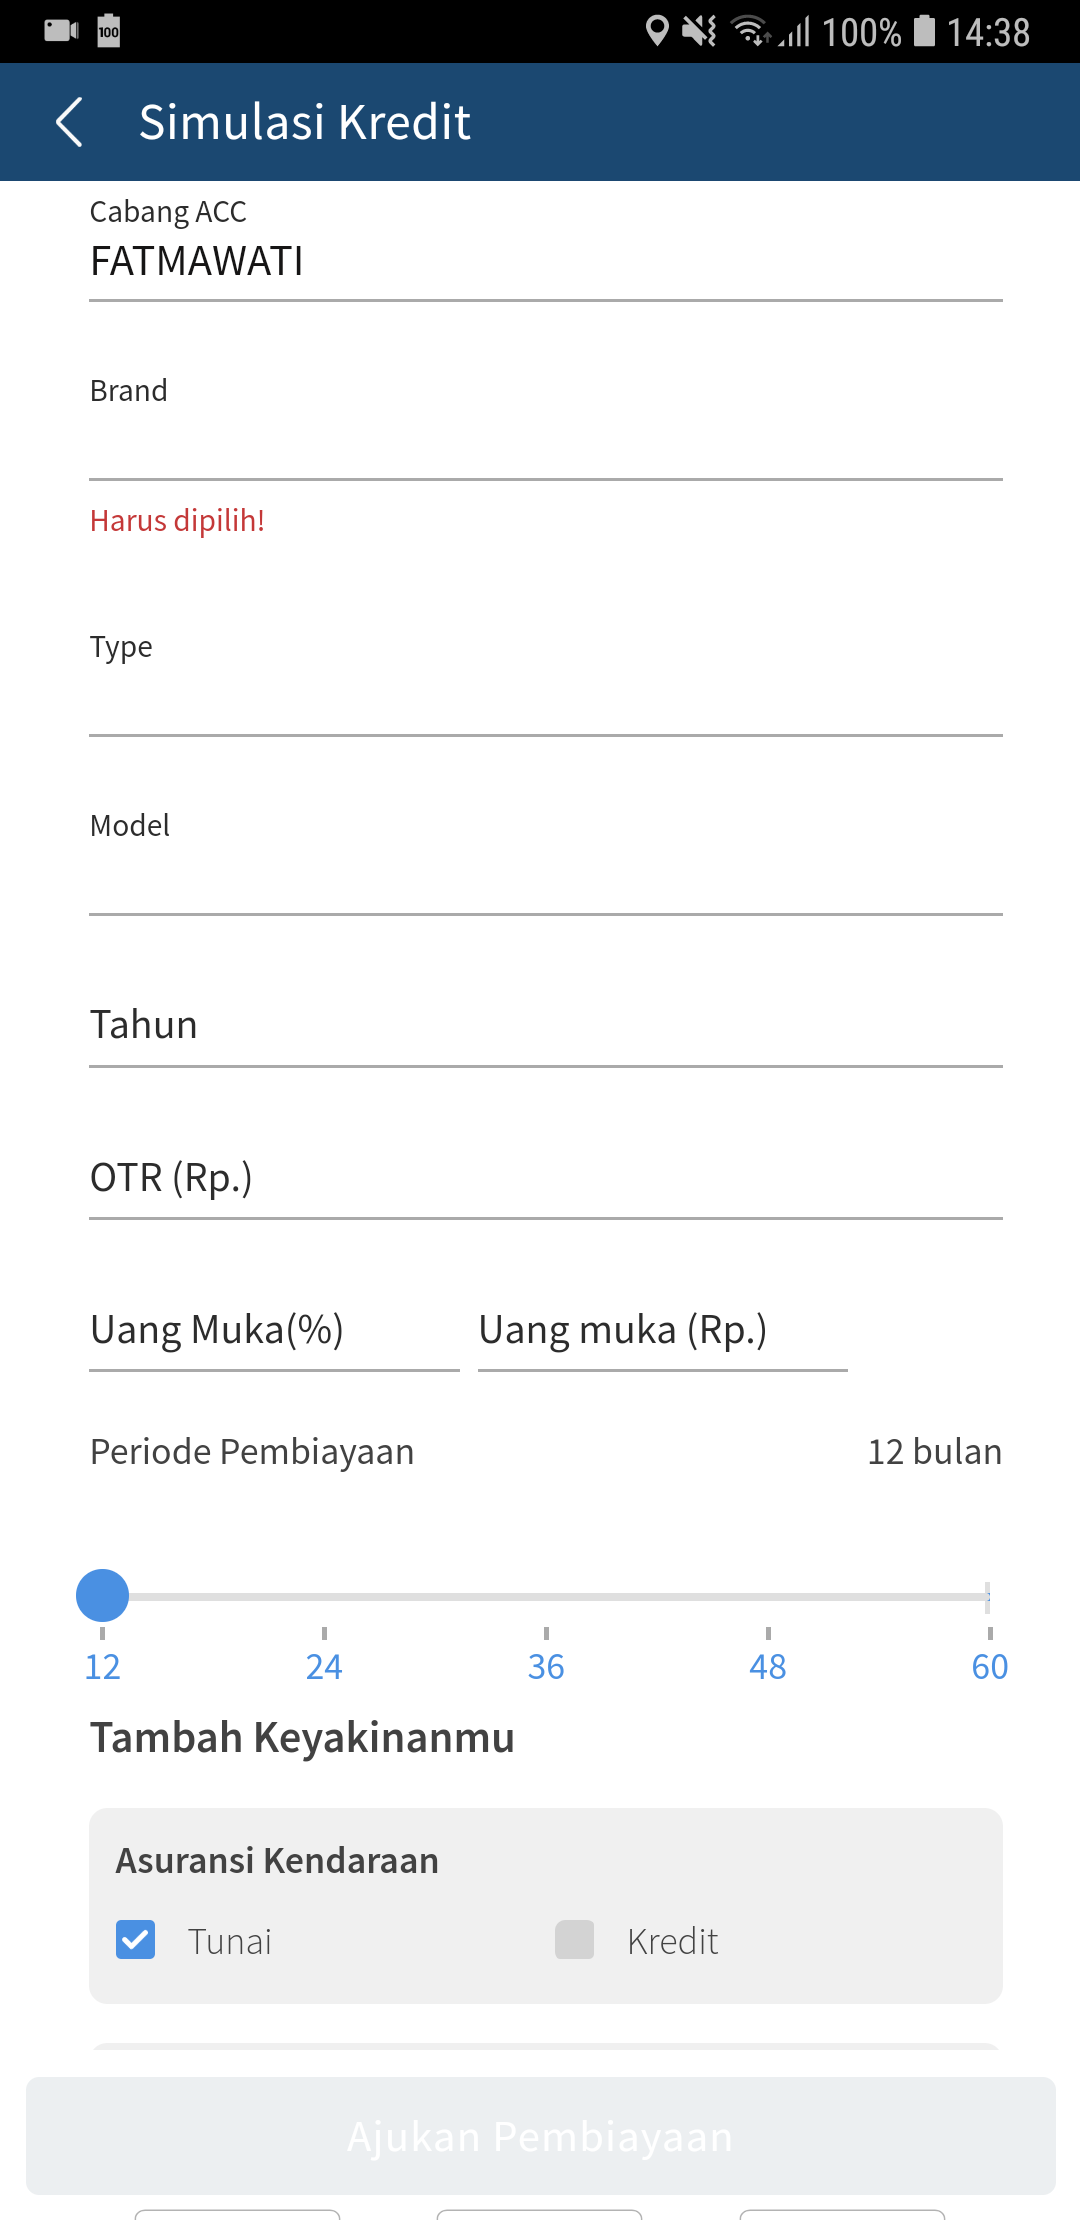 100 100% 14:38
Simulasi Kredit
Cabang ACC
FATMAWATI
Brand
Harus dipilih!
Type
Model
Tahun
OTR (Rp.)
Uang Muka(%) Uang muka (Rp.)
Periode Pembiayaan 12 bulan
12 24 36 48 60
Tambah Keyakinanmu
Asuransi Kendaraan
Tunai Kredit
Ajukan Pembiayaan